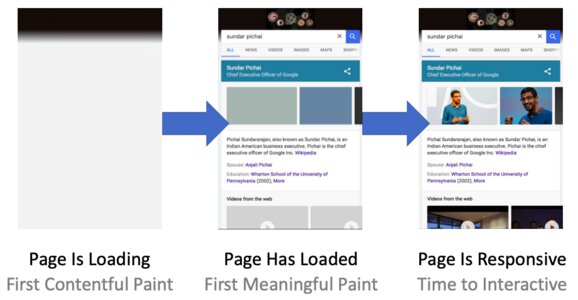 sundar pichai ×
ALL NEWS VIDEOS IMAGES MAPS SHOPP
Sundar Pichai
Chief Executive Officer of Google
Pichai Sundararajan, also known as Sundar Pichai, is an
Indian American business executive. Pichai is the chief
executive officer of Google Inc. Wikipedia
Spouse: Anjali Pichai
Education: Wharton School of the University of
Pennsylvania (2002), More
Videos from the web
sundar pichai ×
ALL NEWS VIDEOS IMAGES MAPS SHOPP
Sundar Pichai
Chief Executive Officer of Google
Pichai Sundararajan, also known as Sundar Pichai, is an
Indian American business executive. Pichai is the chief
executive officer of Google Inc. Wikipedia
Spouse: Anjali Pichai
Education: Wharton School of the University of
Pennsylvania (2002), More
Videos from the web
Page Is Loading
First Contentful Paint
Page Has Loaded
First Meaningful Paint
Page Is Responsive
Time to Interactive